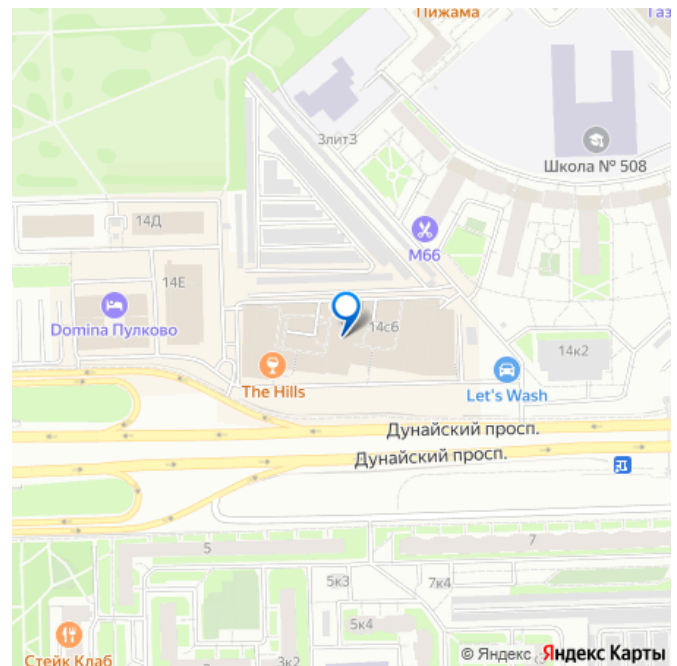 Пижама
Газ
3литЗ
Школа № 508
14Д
М66
14Е
Domina Пулково
14с6
The Hills
14к2
Let's Wash
Дунайский просп.
Дунайский просп.
5
7
5к3
7к4
5к4
Стейк Клаб
3к2
© Яндекс Яндекс Карты